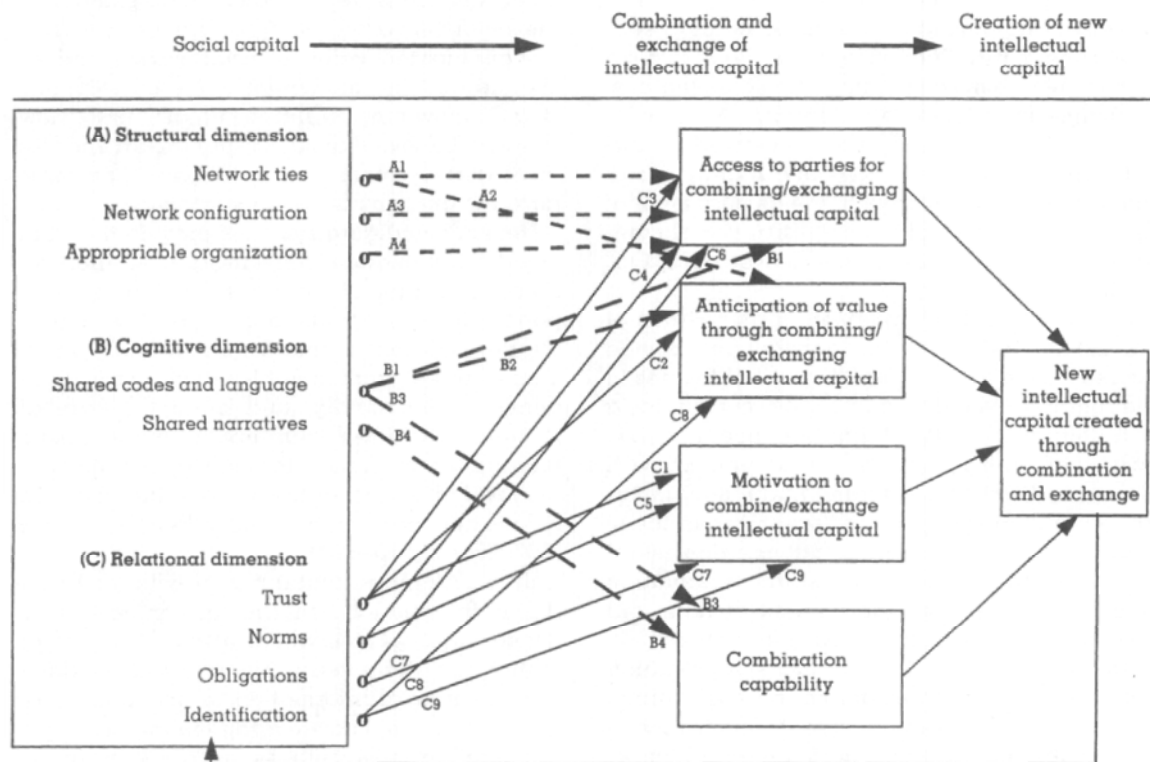 Social capital
Combination and
exchange of
intellectual capital
Creation of new
intellectual
capital
(A) Structural dimension
Network ties
Network configuration
Appropriable organization
(B) Cognitive dimension
Shared codes and language
Shared narratives
(C) Relational dimension
Trust
Norms
Obligations
Identification
A1
A2
A3
A4
B1
B2
B3
B4
C3
C4
C6
C2
C8
C1
C5
C7
C9
B1
B3
B4
C7
C8
C9
Access to parties for
combining/exchanging
intellectual capital
Anticipation of value
through combining/
exchanging
intellectual capital
Motivation to
combine/exchange
intellectual capital
Combination
capability
New
intellectual
capital created
through
combination
and exchange